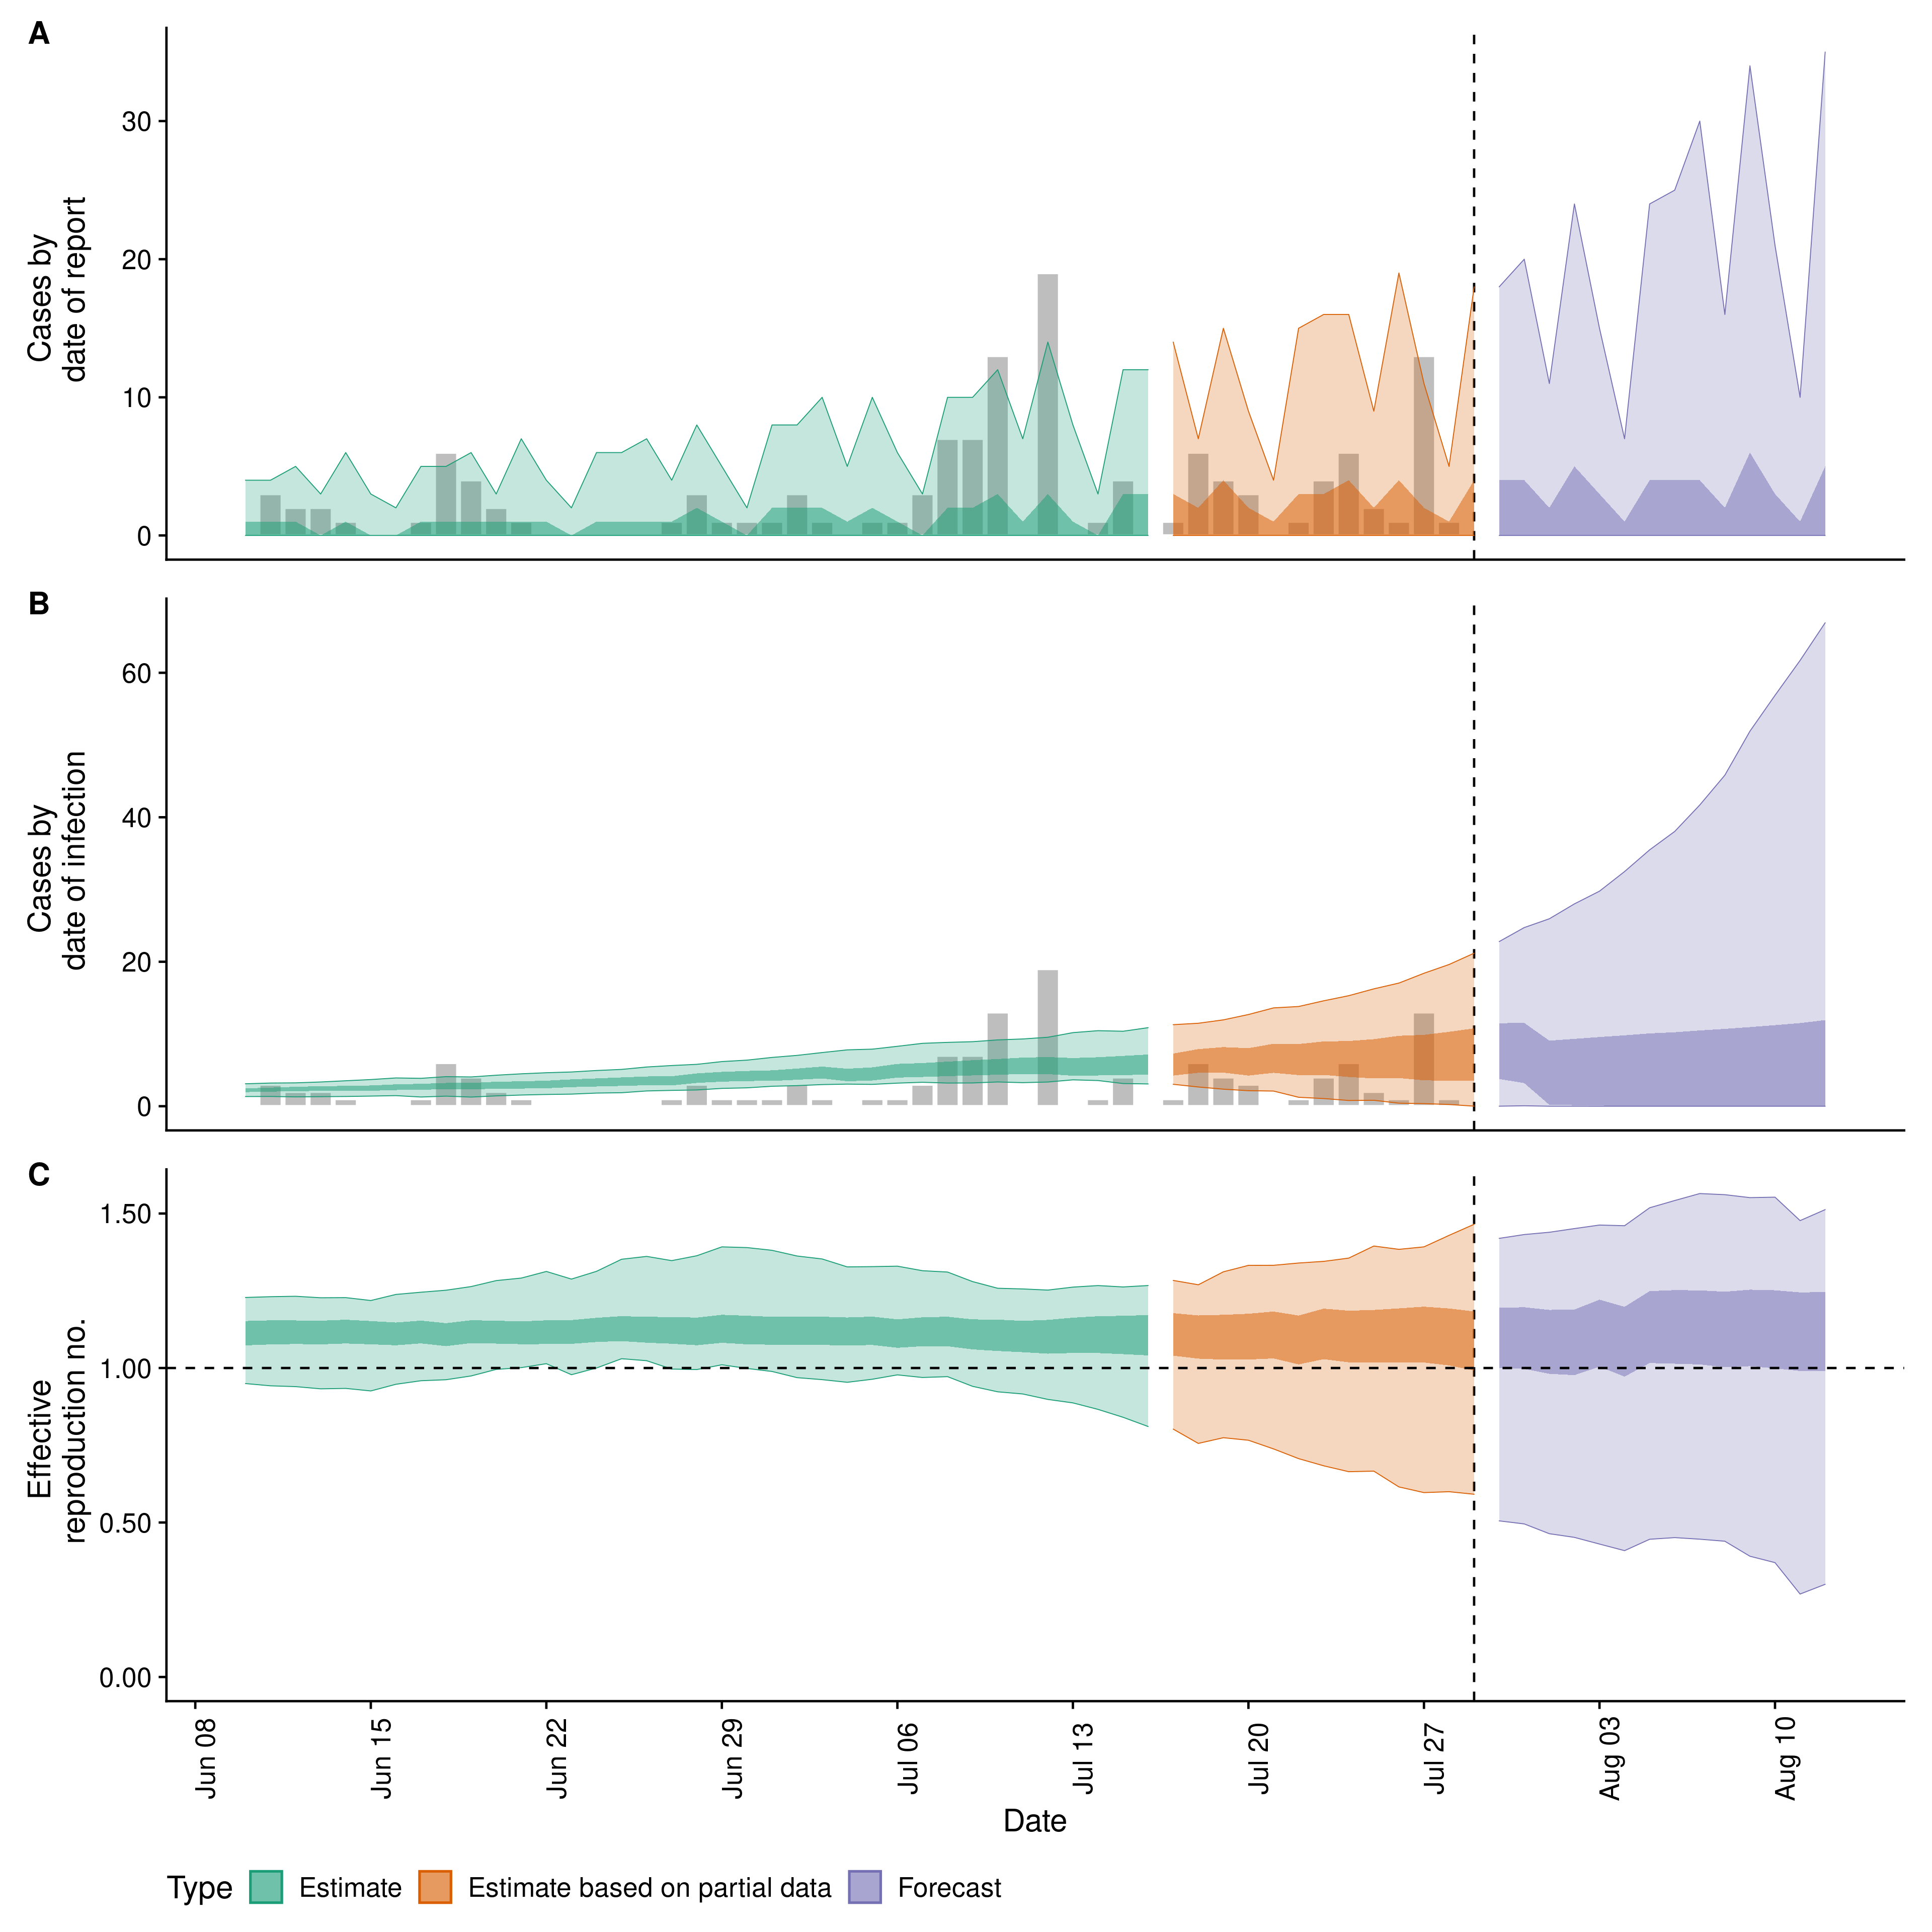 A
Cases by
date of report
30
20
10
0
B
Cases by
date of infection
60
40
20
0
C
Effective
reproduction no.
1.50
1.00
0.50
0.00
Jun 08
Jun 15
Jun 22
Jun 29
Jul 06
Jul 13
Jul 20
Jul 27
Aug 03
Aug 10
Date
Type Estimate Estimate based on partial data Forecast